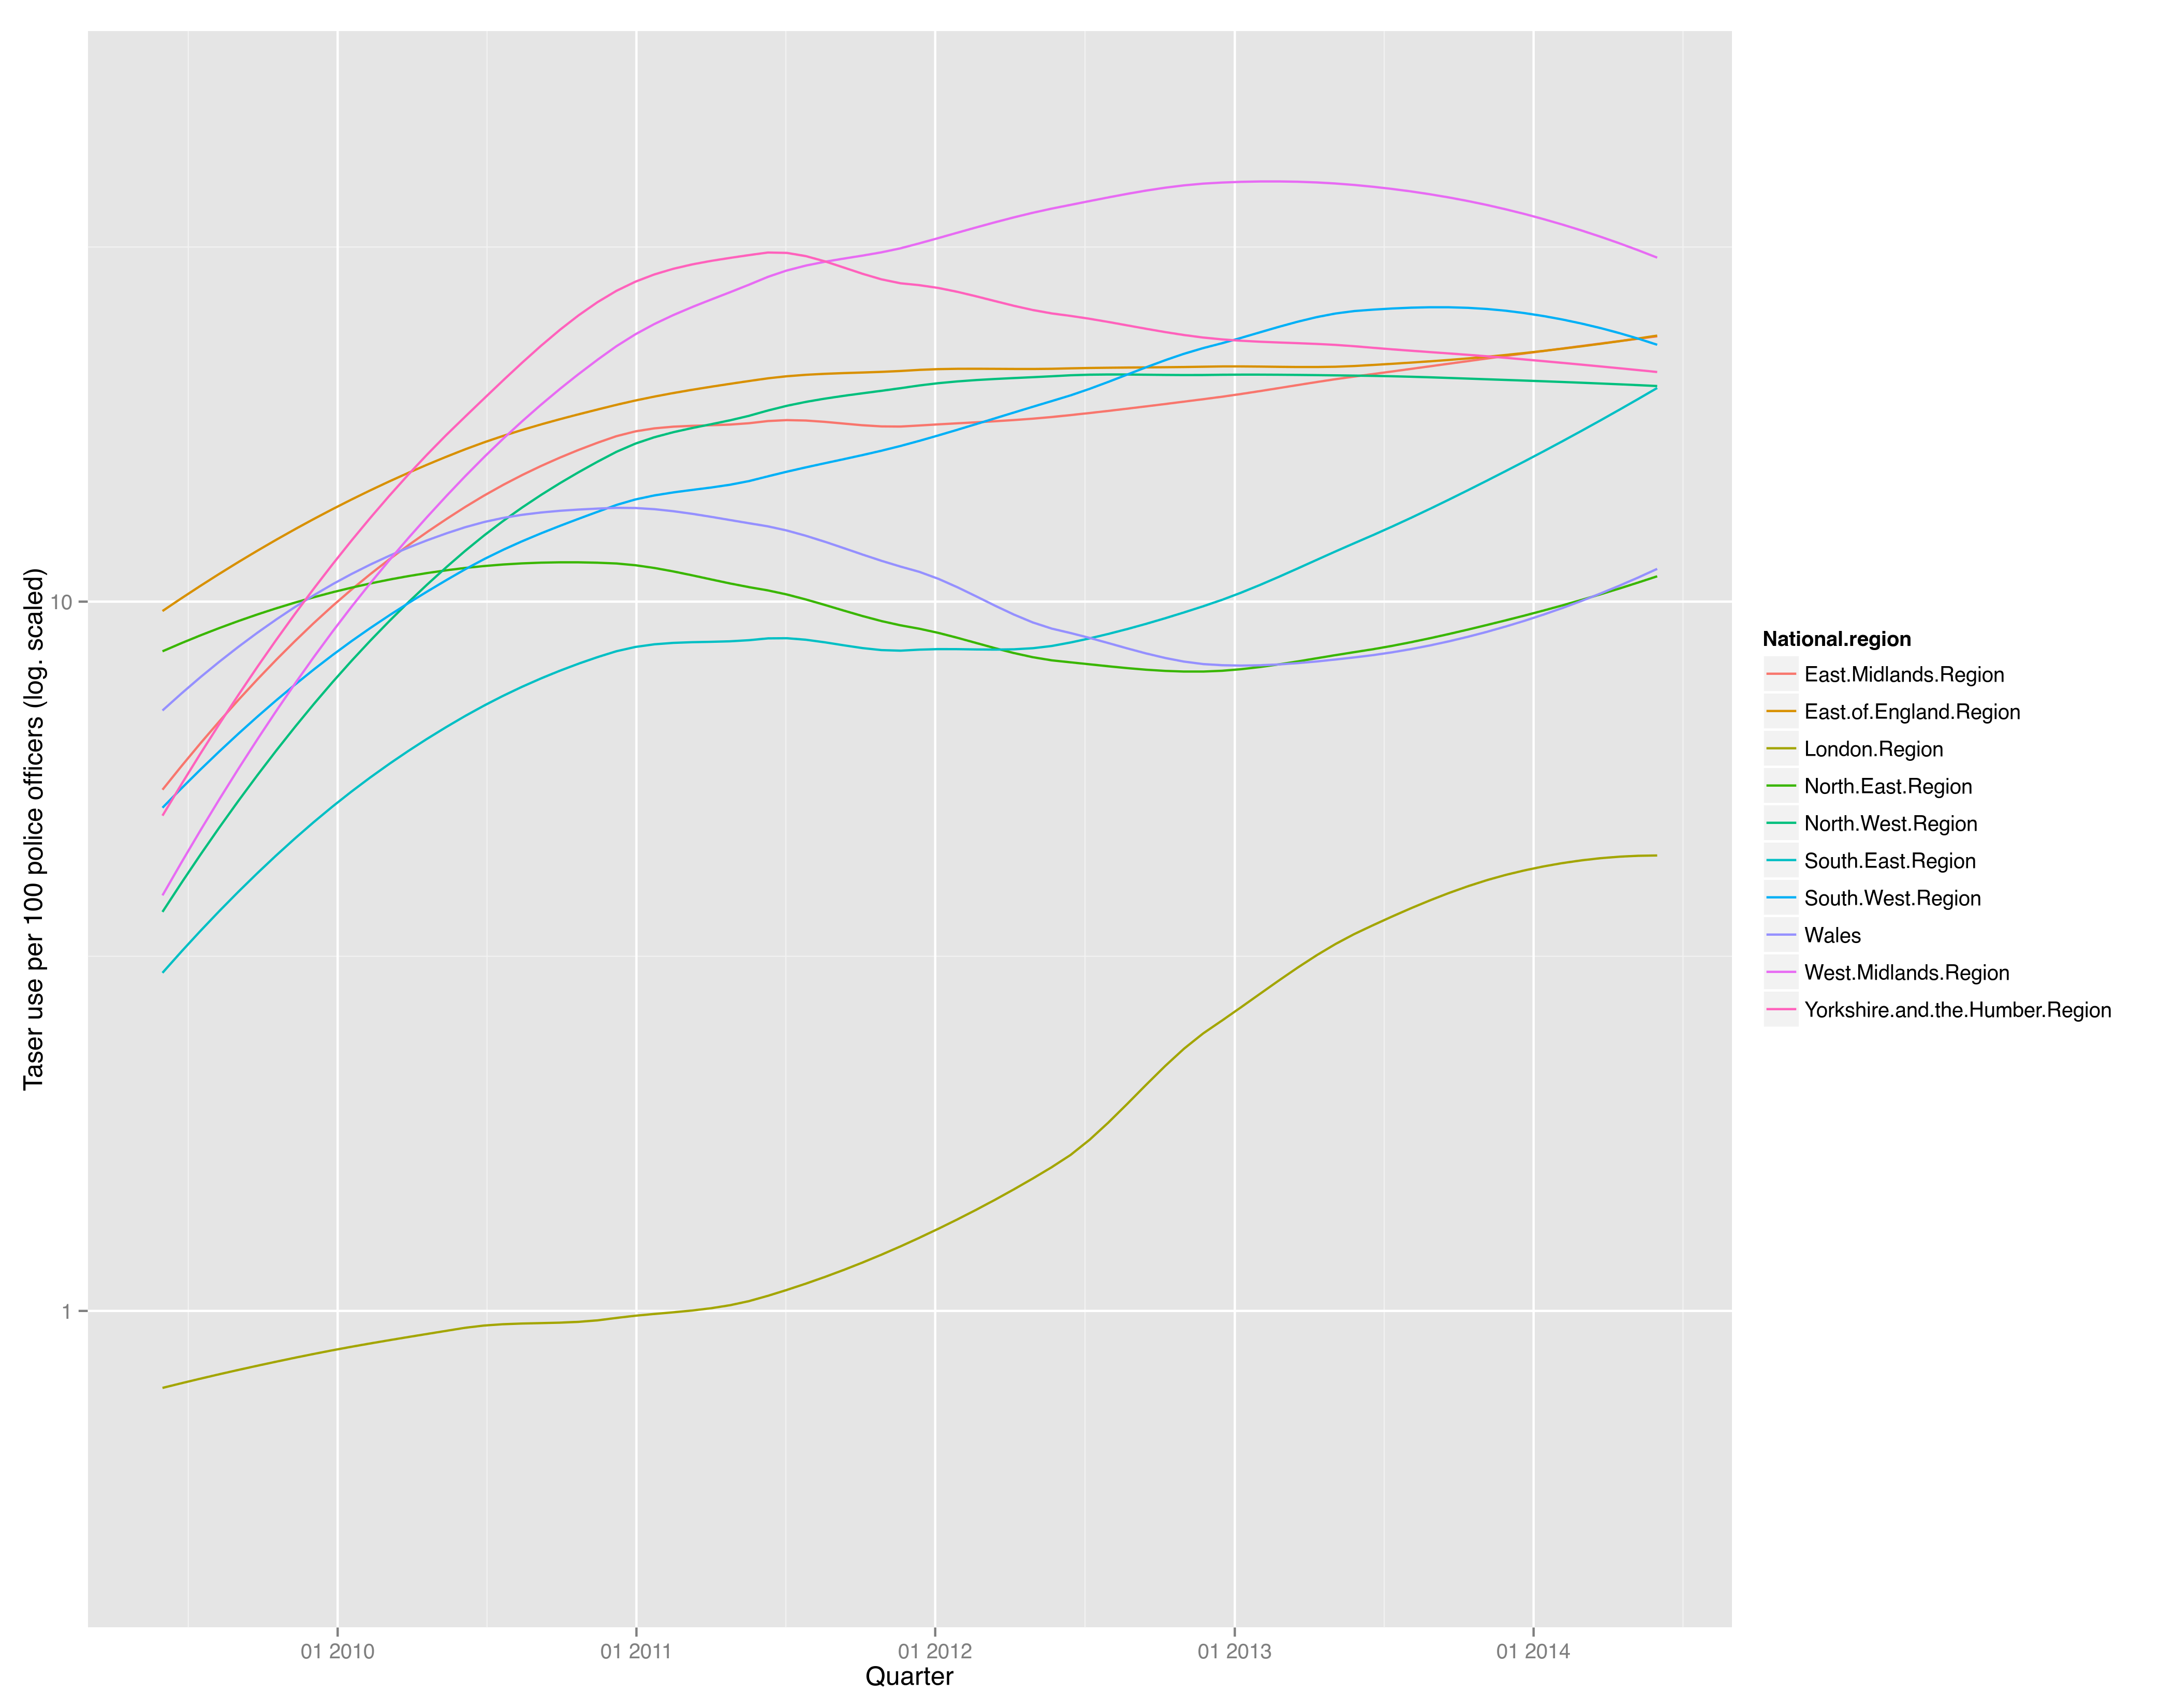 Taser use per 100 police officers (log. scaled)
10
1
01 2010
01 2011
01 2012
01 2013
01 2014
Quarter
National.region
East.Midlands.Region
East.of.England.Region
London.Region
North.East.Region
North.West.Region
South.East.Region
South.West.Region
Wales
West.Midlands.Region
Yorkshire.and.the.Humber.Region